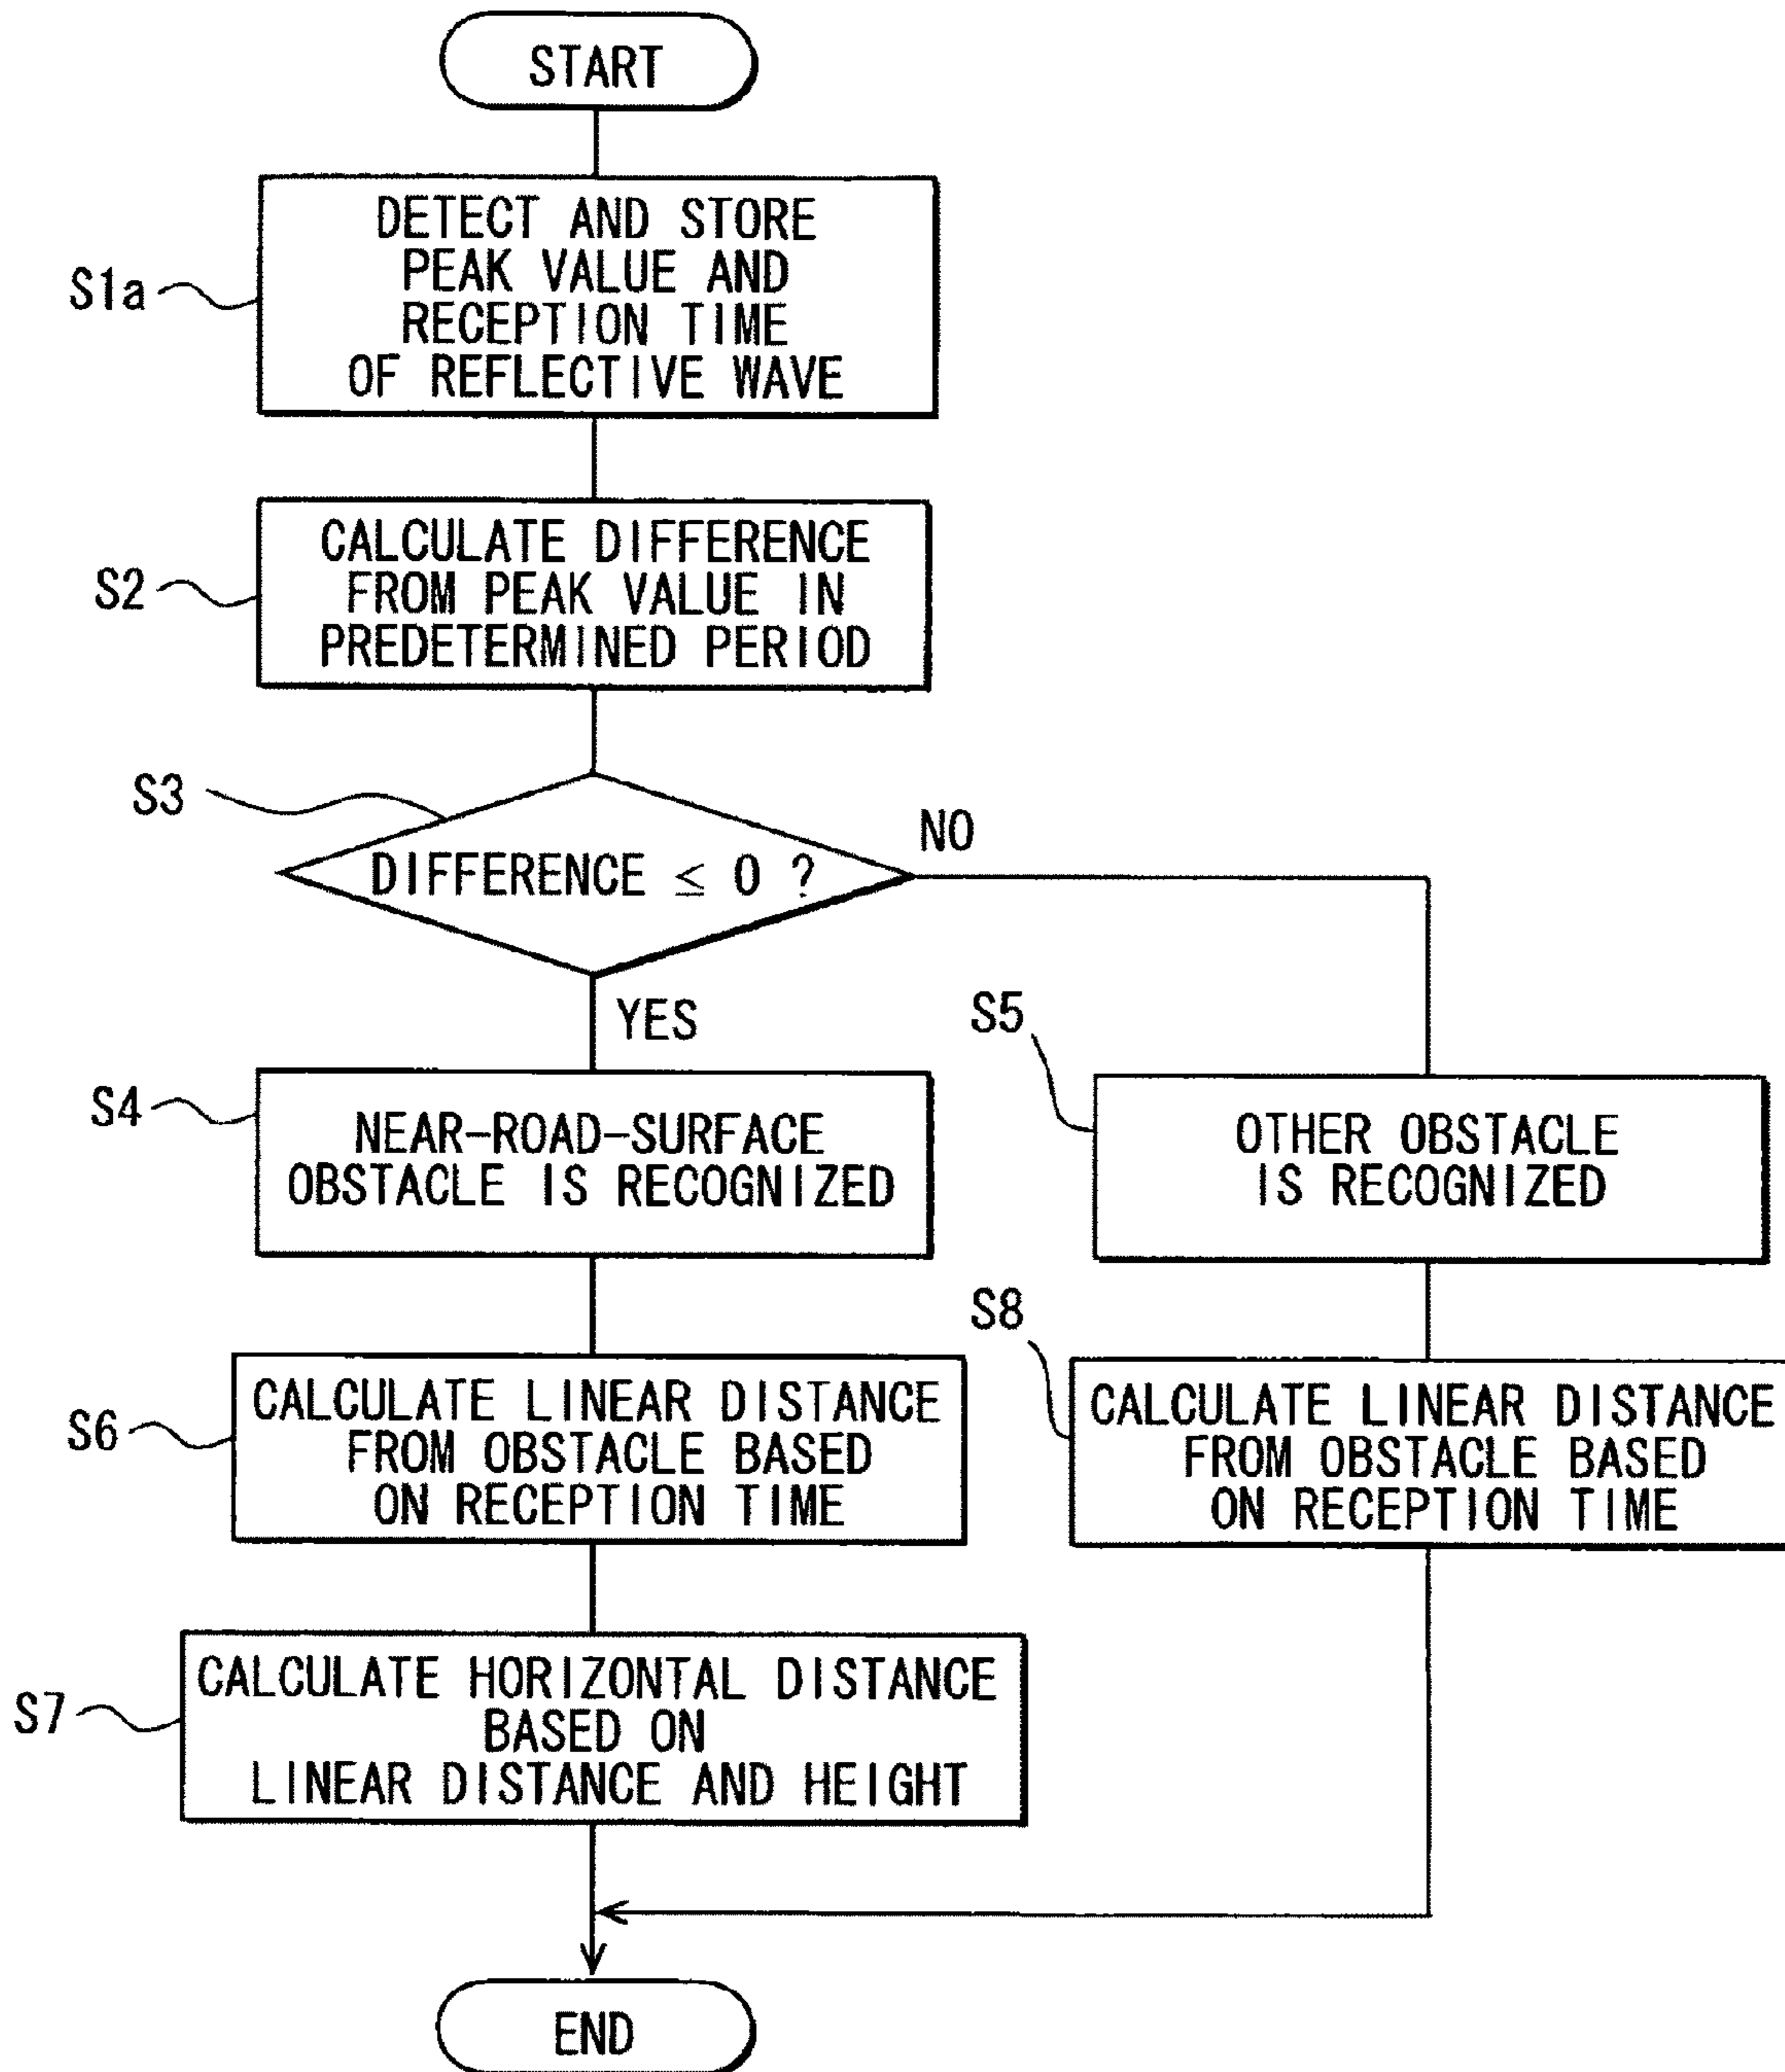 START
S1a
DETECT AND STORE
PEAK VALUE AND
RECEPTION TIME
OF REFLECTIVE WAVE
S2
CALCULATE DIFFERENCE
FROM PEAK VALUE IN
PREDETERMINED PERIOD
S3
DIFFERENCE ≤ 0 ?
NO
YES
S4
NEAR-ROAD-SURFACE
OBSTACLE IS RECOGNIZED
S5
OTHER OBSTACLE
IS RECOGNIZED
S6
CALCULATE LINEAR DISTANCE
FROM OBSTACLE BASED
ON RECEPTION TIME
S8
CALCULATE LINEAR DISTANCE
FROM OBSTACLE BASED
ON RECEPTION TIME
S7
CALCULATE HORIZONTAL DISTANCE
BASED ON
LINEAR DISTANCE AND HEIGHT
END